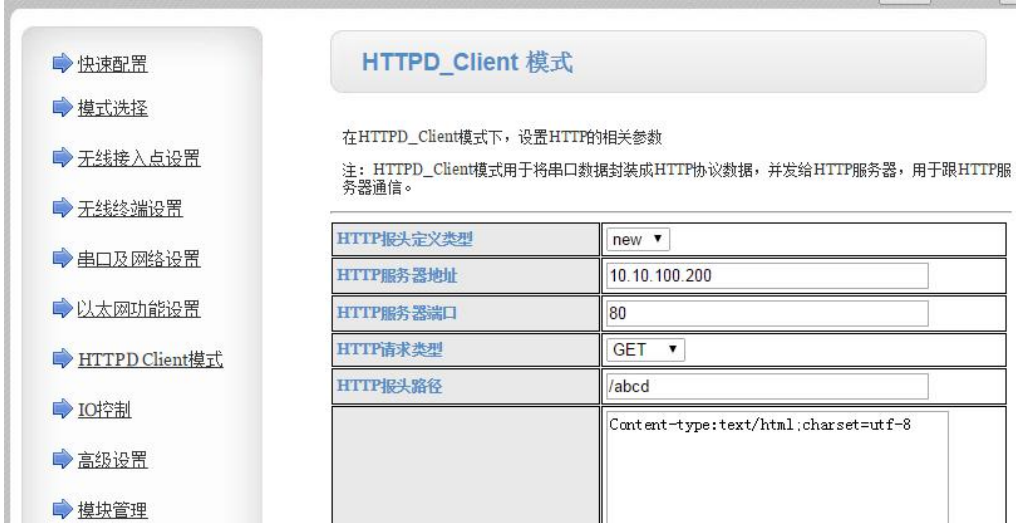 快速配置
模式选择
无线接入点设置
无线终端设置
串口及网络设置
以太网功能设置
HTTPD Client模式
IO控制
高级设置
模块管理
HTTPD_Client 模式
在HTTPD_Client模式下，设置HTTP的相关参数
注：HTTPD_Client模式用于将串口数据封装成HTTP协议数据，并发给HTTP服务器，用于跟HTTP服
务器通信。
HTTP报头定义类型 new
HTTP服务器地址 10.10.100.200
HTTP服务器端口 80
HTTP请求类型 GET
HTTP报头路径 /abcd
Content-type:text/html;charset=utf-8